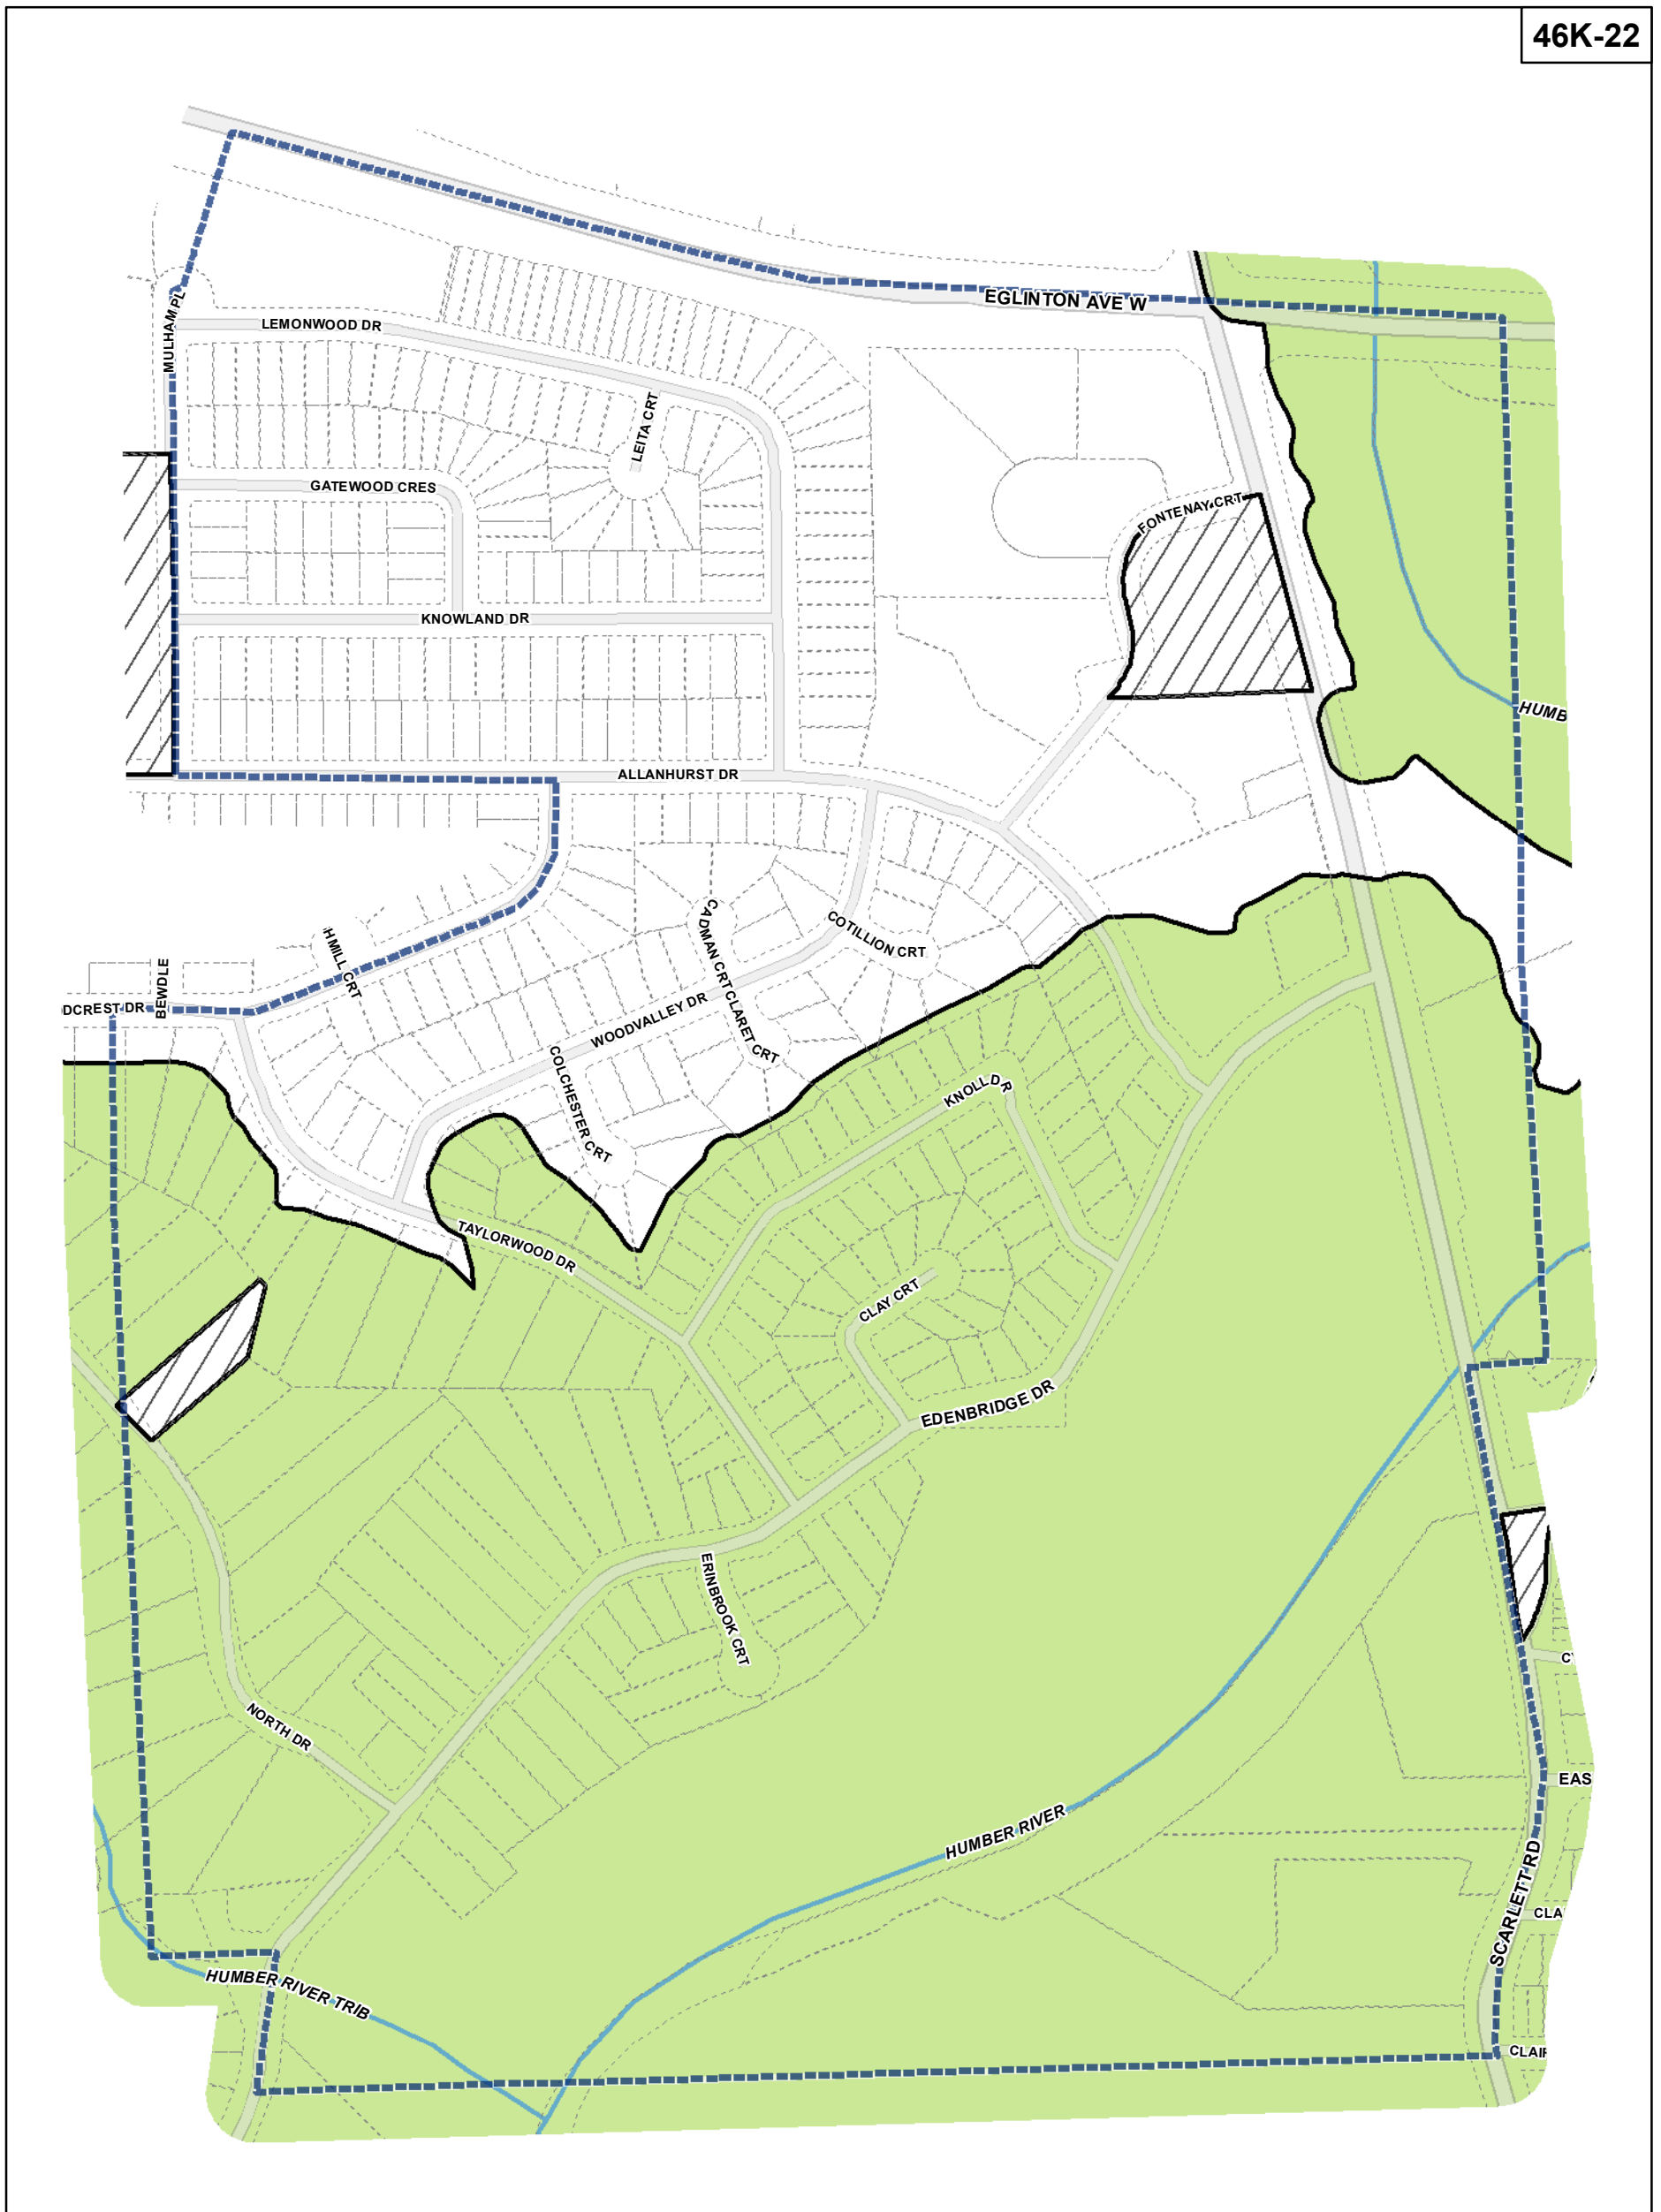 46K-22
EGLINTON AVE W
MULHAM PL
LEMONWOOD DR
LEITA CRT
GATEWOOD CRES
FONTENAY CRT
KNOWLAND DR
HUMB
ALLANHURST DR
CADMAN CRT
COTILLION CRT
HMILL CRT
BEWDLE
DCREST DR
WOODVALLEY DR
CLARET CRT
COLCHESTER CRT
KNOLL DR
TAYLORWOOD DR
CLAY CRT
EDENBRIDGE DR
ERINBROOK CRT
NORTH DR
EAS
HUMBER RIVER
SCARLETT RD
CLA
HUMBER RIVER TRIB
CLAIR